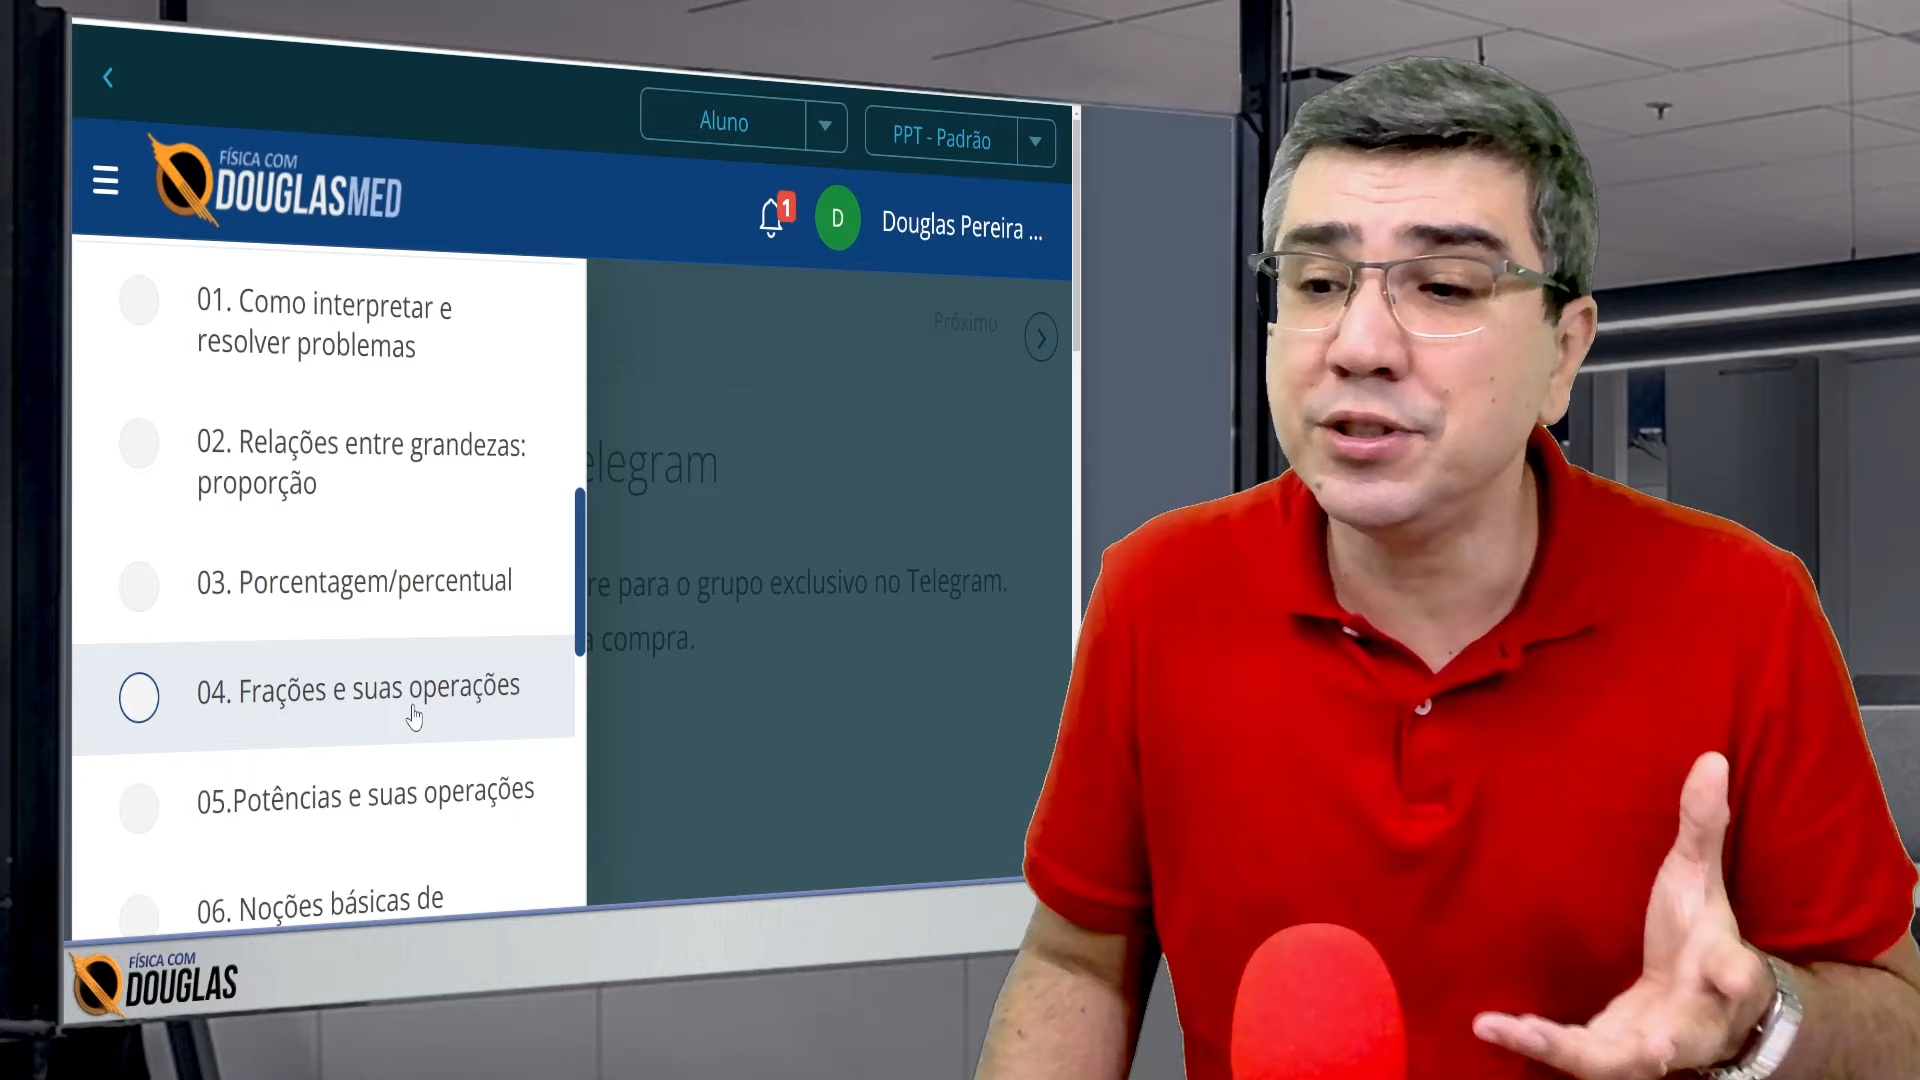 Aluno
PPT - Padrão
FÍSICA COM
DOUGLASMED
1
D
Douglas Pereira ...
01. Como interpretar e
resolver problemas
Próximo
02. Relações entre grandezas:
proporção
elegram
03. Porcentagem/percentual
re para o grupo exclusivo no Telegram.
a compra.
04. Frações e suas operações
05.Potências e suas operações
06. Noções básicas de
FÍSICA COM
DOUGLAS